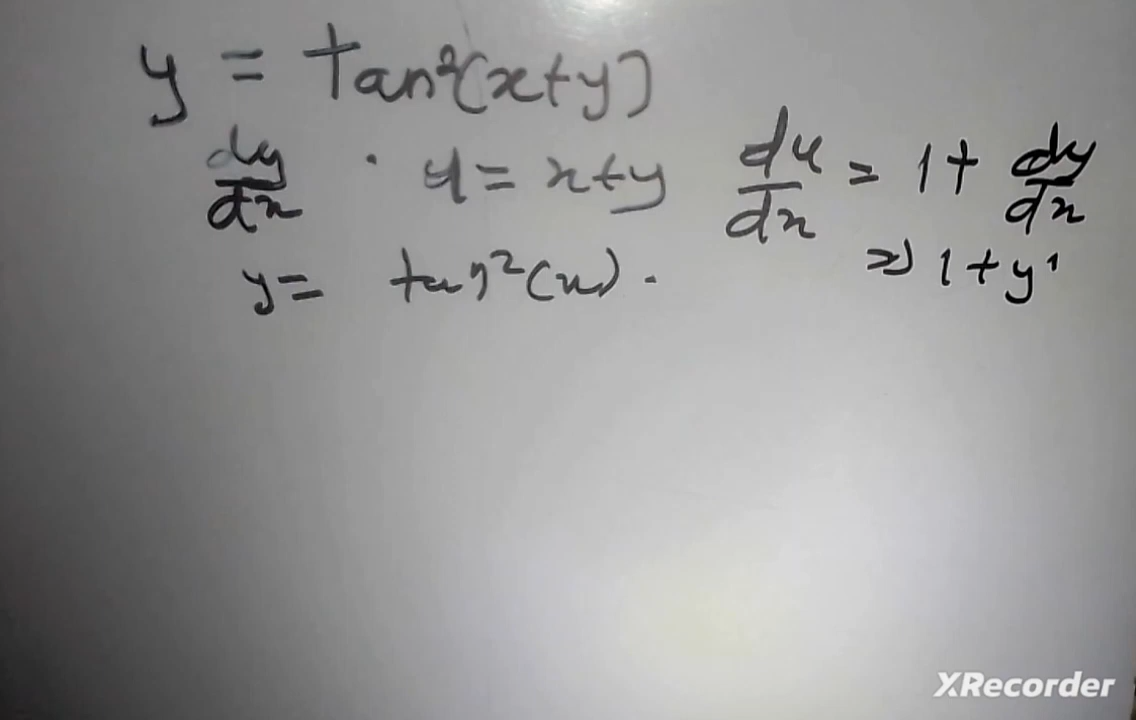 y = tan²(x+y)
dy/dx . u = x+y du/dx = 1 + dy/dx
y = tan²(u) . ⇒ 1 + y'
XRecorder